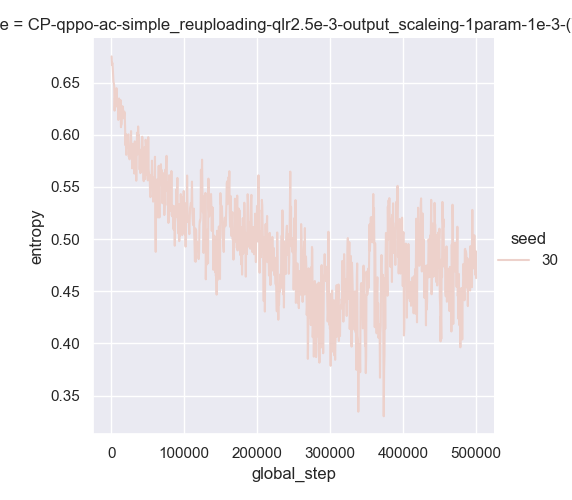 e = CP-qppo-ac-simple_reuploading-qlr2.5e-3-output_scaleing-1param-1e-3-(
0.65
0.60
0.55
0.50
0.45
0.40
0.35
entropy
0 100000 200000 300000 400000 500000
global_step
seed
30